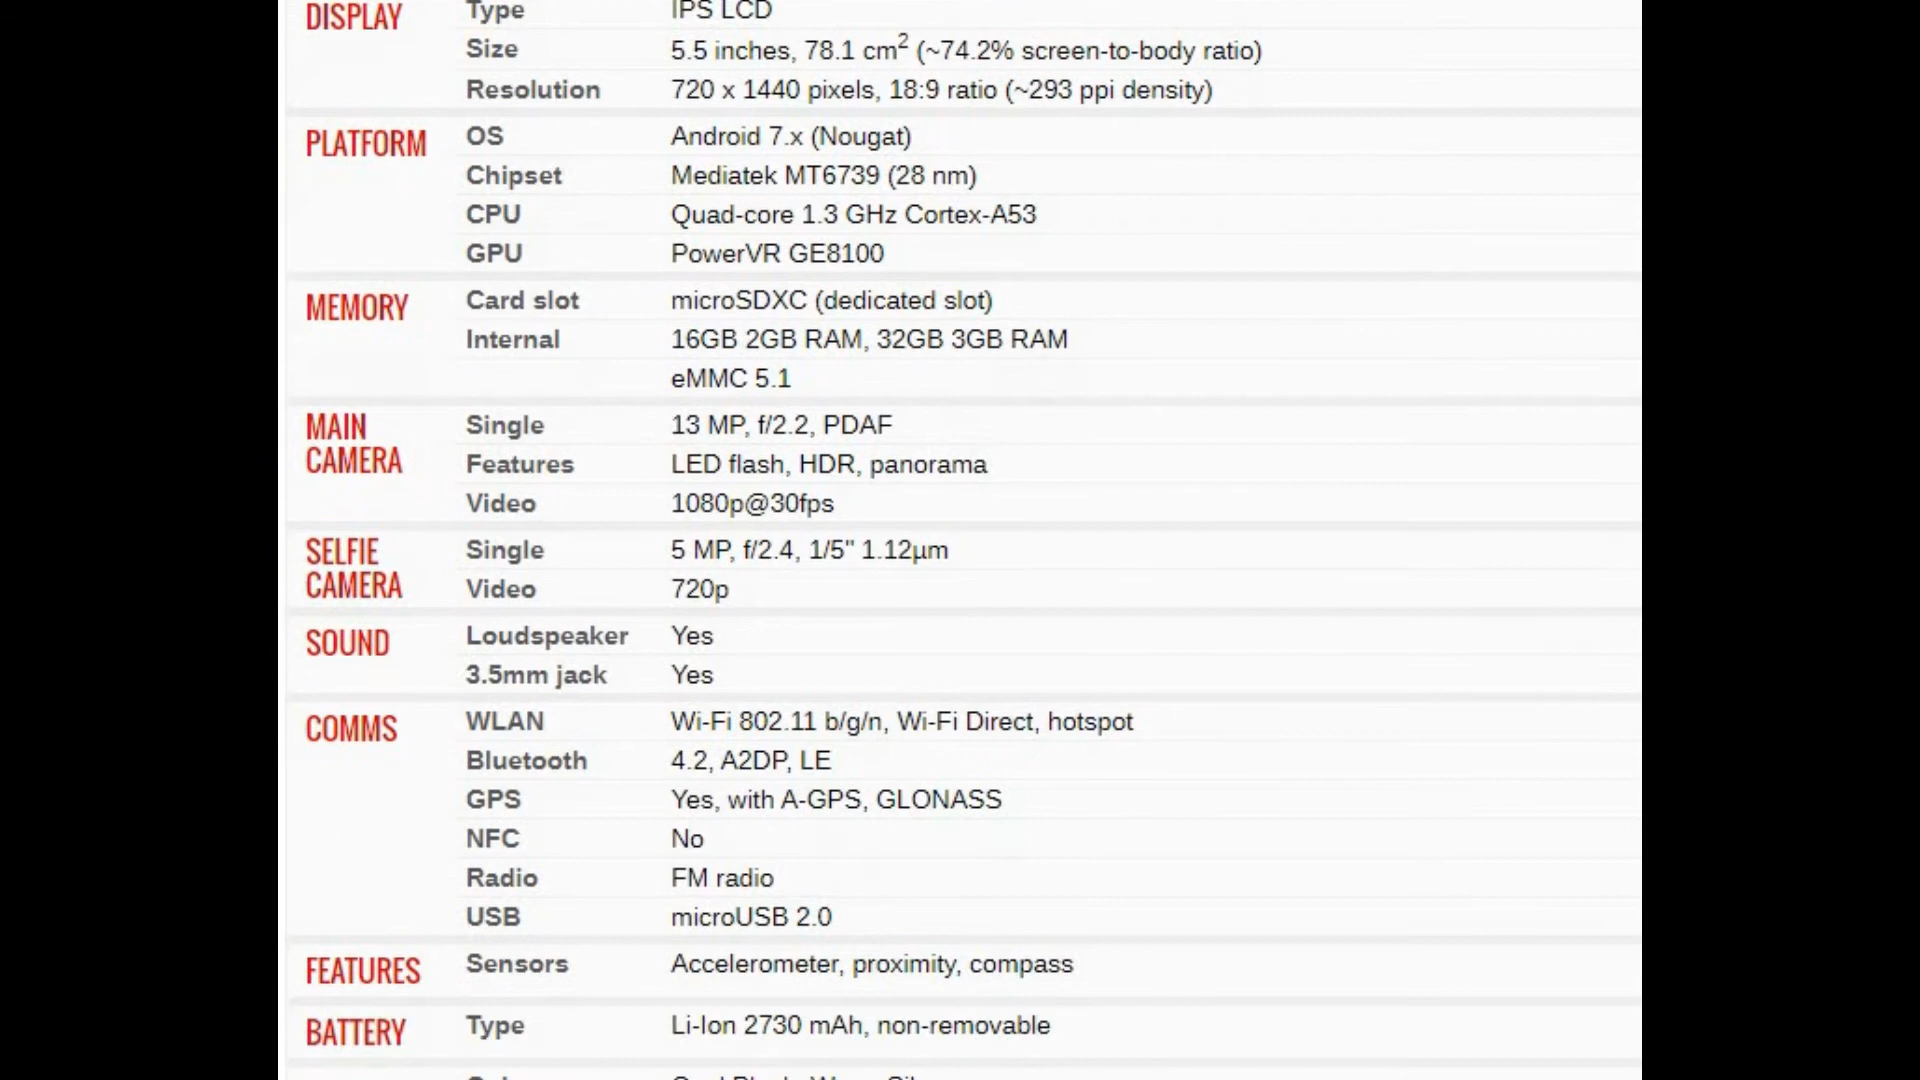 DISPLAY Type IPS LCD
Size 5.5 inches, 78.1 cm² (~74.2% screen-to-body ratio)
Resolution 720 x 1440 pixels, 18:9 ratio (~293 ppi density)
PLATFORM OS Android 7.x (Nougat)
Chipset Mediatek MT6739 (28 nm)
CPU Quad-core 1.3 GHz Cortex-A53
GPU PowerVR GE8100
MEMORY Card slot microSDXC (dedicated slot)
Internal 16GB 2GB RAM, 32GB 3GB RAM
eMMC 5.1
MAIN CAMERA Single 13 MP, f/2.2, PDAF
Features LED flash, HDR, panorama
Video 1080p@30fps
SELFIE CAMERA Single 5 MP, f/2.4, 1/5" 1.12µm
Video 720p
SOUND Loudspeaker Yes
3.5mm jack Yes
COMMS WLAN Wi-Fi 802.11 b/g/n, Wi-Fi Direct, hotspot
Bluetooth 4.2, A2DP, LE
GPS Yes, with A-GPS, GLONASS
NFC No
Radio FM radio
USB microUSB 2.0
FEATURES Sensors Accelerometer, proximity, compass
BATTERY Type Li-Ion 2730 mAh, non-removable